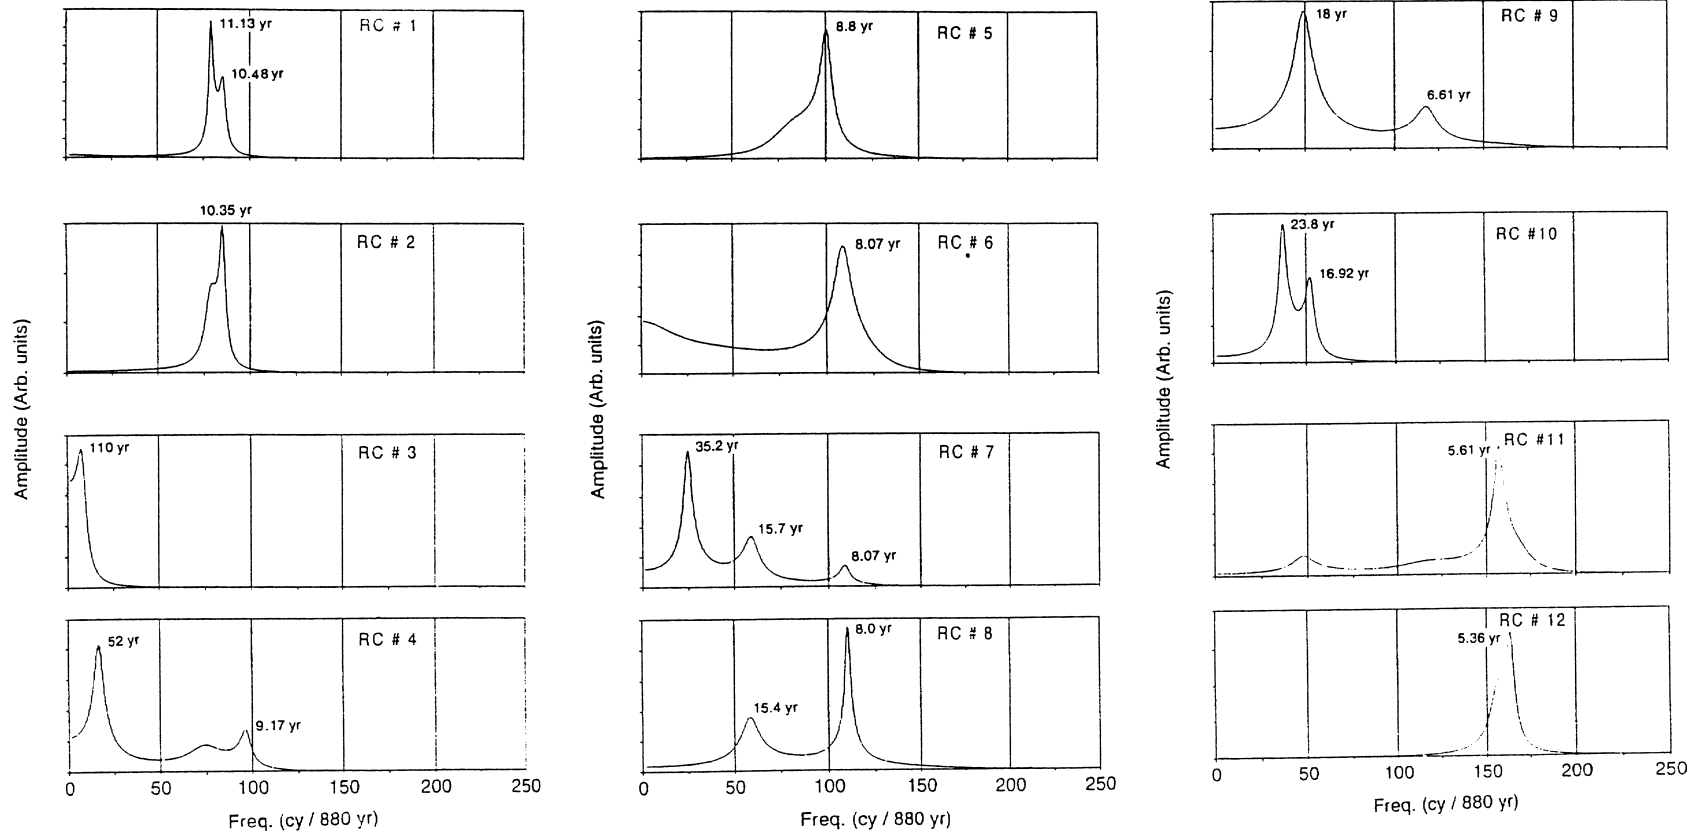 11.13 yr
RC # 1
10.48 yr
10.35 yr
RC # 2
110 yr
RC # 3
52 yr
RC # 4
9.17 yr
0 50 100 150 200 250
Freq. (cy / 880 yr)
Amplitude (Arb. units)
8.8 yr
RC # 5
8.07 yr
RC # 6
35.2 yr
RC # 7
15.7 yr
8.07 yr
8.0 yr
RC # 8
15.4 yr
0 50 100 150 200 250
Freq. (cy / 880 yr)
Amplitude (Arb. units)
18 yr
RC # 9
6.61 yr
23.8 yr
RC #10
16.92 yr
RC #11
5.61 yr
RC # 12
5.36 yr
0 50 100 150 200 250
Freq. (cy / 880 yr)
Amplitude (Arb. units)